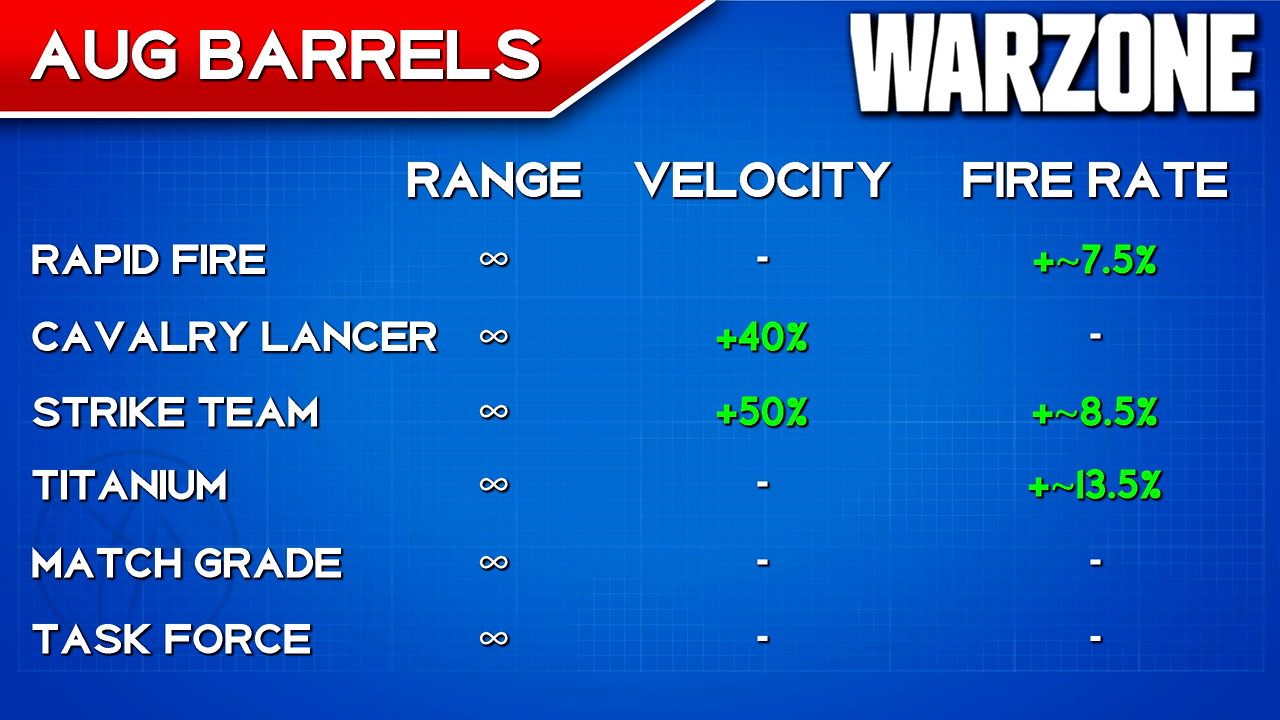 AUG BARRELS
WARZONE
RANGE VELOCITY FIRE RATE
RAPID FIRE ∞ - +~7.5%
CAVALRY LANCER ∞ +40% -
STRIKE TEAM ∞ +50% +~8.5%
TITANIUM ∞ - +~13.5%
MATCH GRADE ∞ - -
TASK FORCE ∞ - -